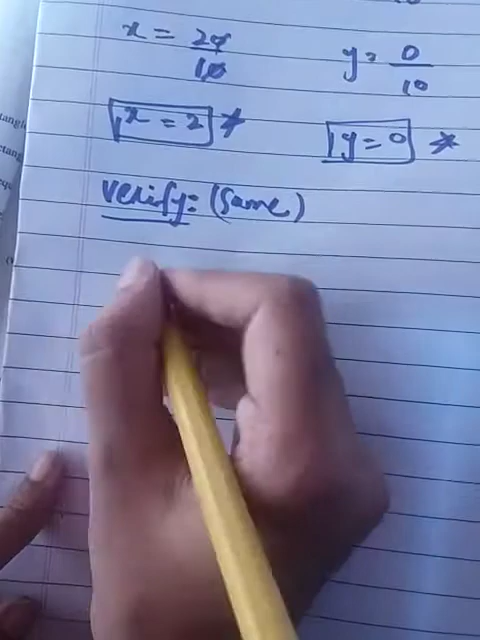 x = 20/10
y = 0/10
x = 2 *
y = 0 *
Verify: (Same)